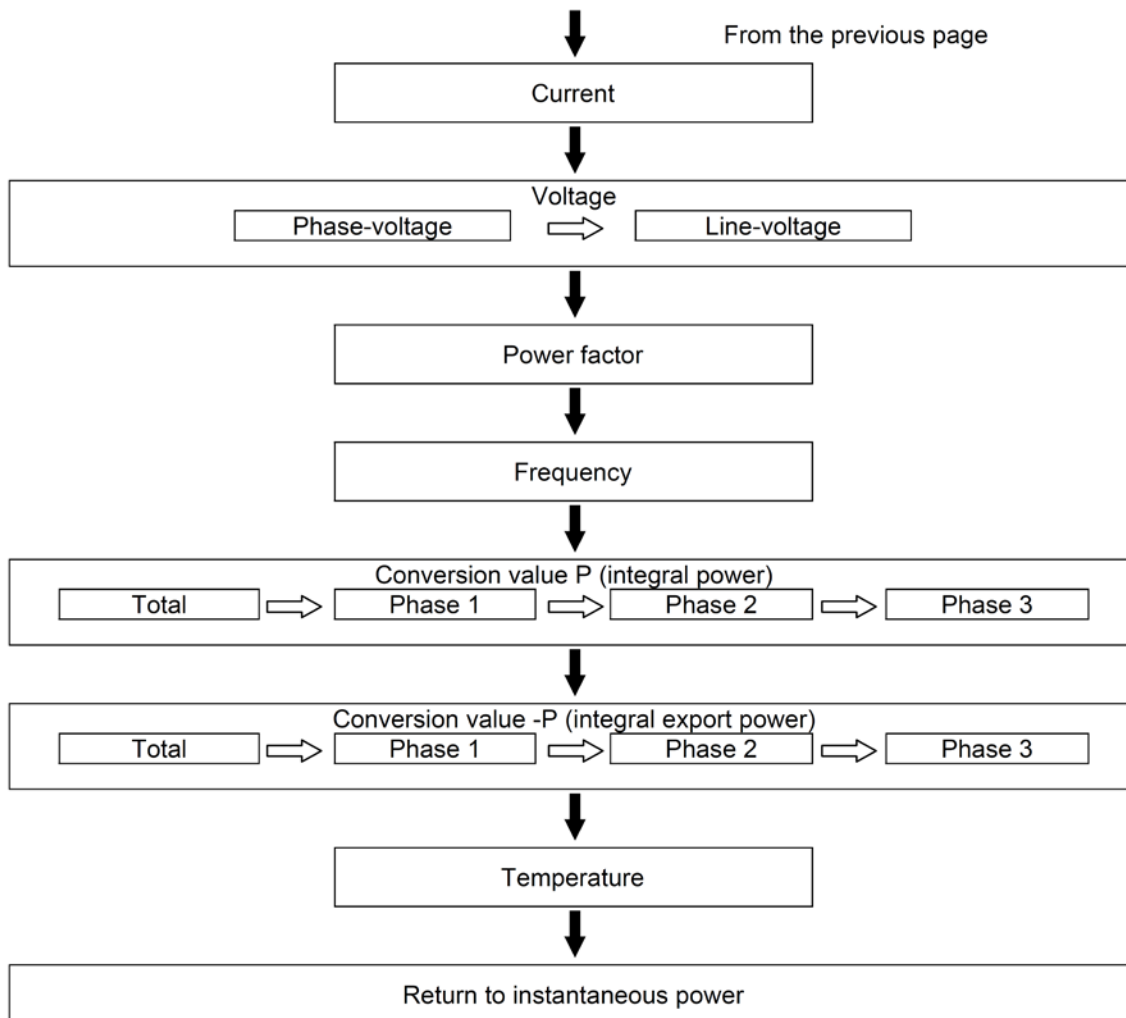 From the previous page
Current
Voltage
Phase-voltage
Line-voltage
Power factor
Frequency
Conversion value P (integral power)
Total
Phase 1
Phase 2
Phase 3
Conversion value -P (integral export power)
Total
Phase 1
Phase 2
Phase 3
Temperature
Return to instantaneous power